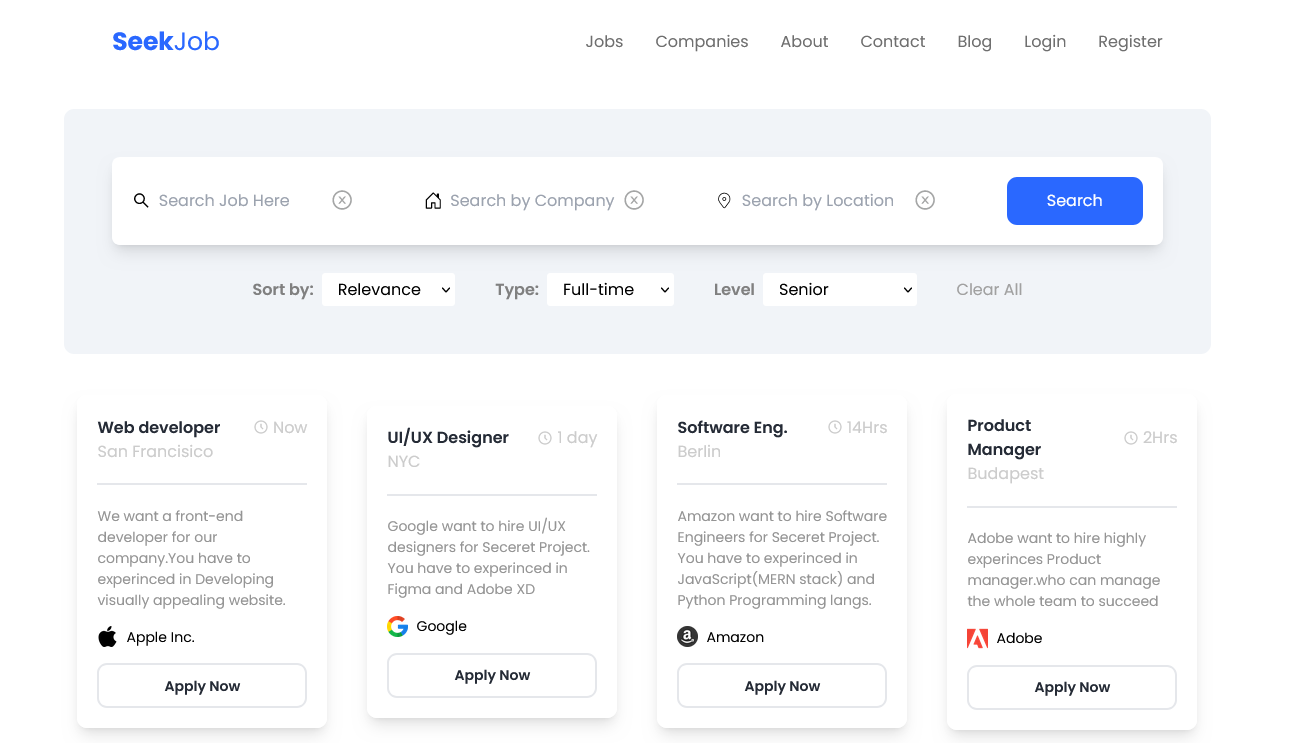 SeekJob
Jobs Companies About Contact Blog Login Register
Search Job Here Search by Company Search by Location Search
Sort by: Relevance Type: Full-time Level Senior Clear All
Web developer Now
San Francisico
We want a front-end
developer for our
company.You have to
experinced in Developing
visually appealing website.
Apple Inc.
Apply Now
UI/UX Designer 1 day
NYC
Google want to hire UI/UX
designers for Seceret Project.
You have to experinced in
Figma and Adobe XD
Google
Apply Now
Software Eng. 14Hrs
Berlin
Amazon want to hire Software
Engineers for Seceret Project.
You have to experinced in
JavaScript(MERN stack) and
Python Programming langs.
Amazon
Apply Now
Product
Manager 2Hrs
Budapest
Adobe want to hire highly
experinces Product
manager.who can manage
the whole team to succeed
Adobe
Apply Now